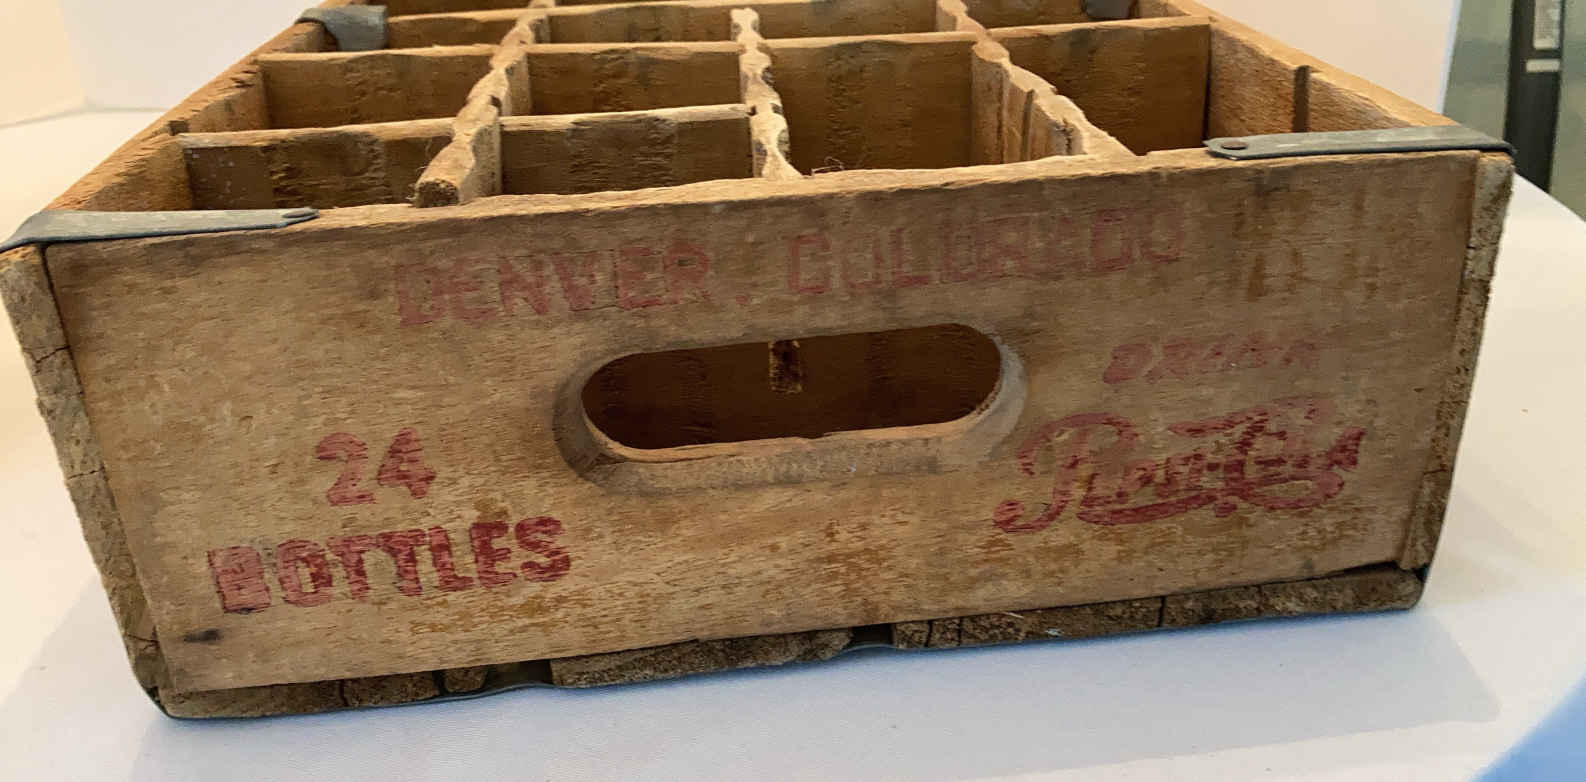 DENVER, COLORADO
DRINK
Pepsi-Cola
24
BOTTLES